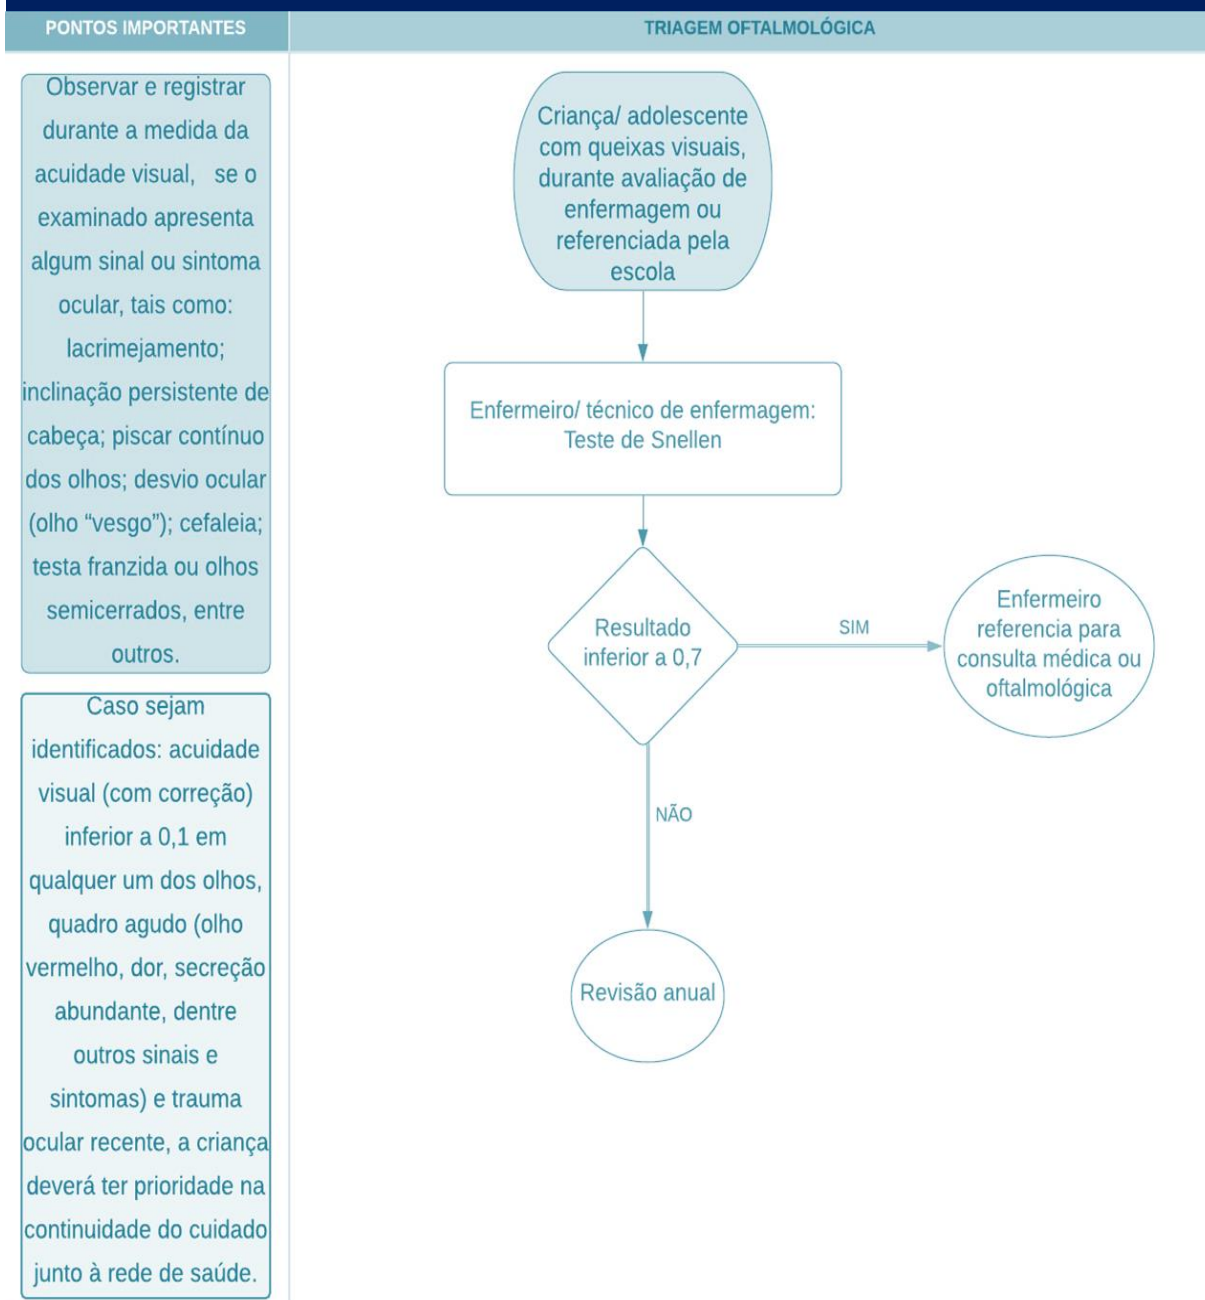 PONTOS IMPORTANTES
TRIAGEM OFTALMOLÓGICA
Observar e registrar
durante a medida da
acuidade visual, se o
examinado apresenta
algum sinal ou sintoma
ocular, tais como:
lacrimejamento;
inclinação persistente de
cabeça; piscar contínuo
dos olhos; desvio ocular
(olho “vesgo”); cefaleia;
testa franzida ou olhos
semicerrados, entre
outros.
Caso sejam
identificados: acuidade
visual (com correção)
inferior a 0,1 em
qualquer um dos olhos,
quadro agudo (olho
vermelho, dor, secreção
abundante, dentre
outros sinais e
sintomas) e trauma
ocular recente, a criança
deverá ter prioridade na
continuidade do cuidado
junto à rede de saúde.
Criança/ adolescente
com queixas visuais,
durante avaliação de
enfermagem ou
referenciada pela
escola
Enfermeiro/ técnico de enfermagem:
Teste de Snellen
Resultado
inferior a 0,7
SIM
Enfermeiro
referencia para
consulta médica ou
oftalmológica
NÃO
Revisão anual